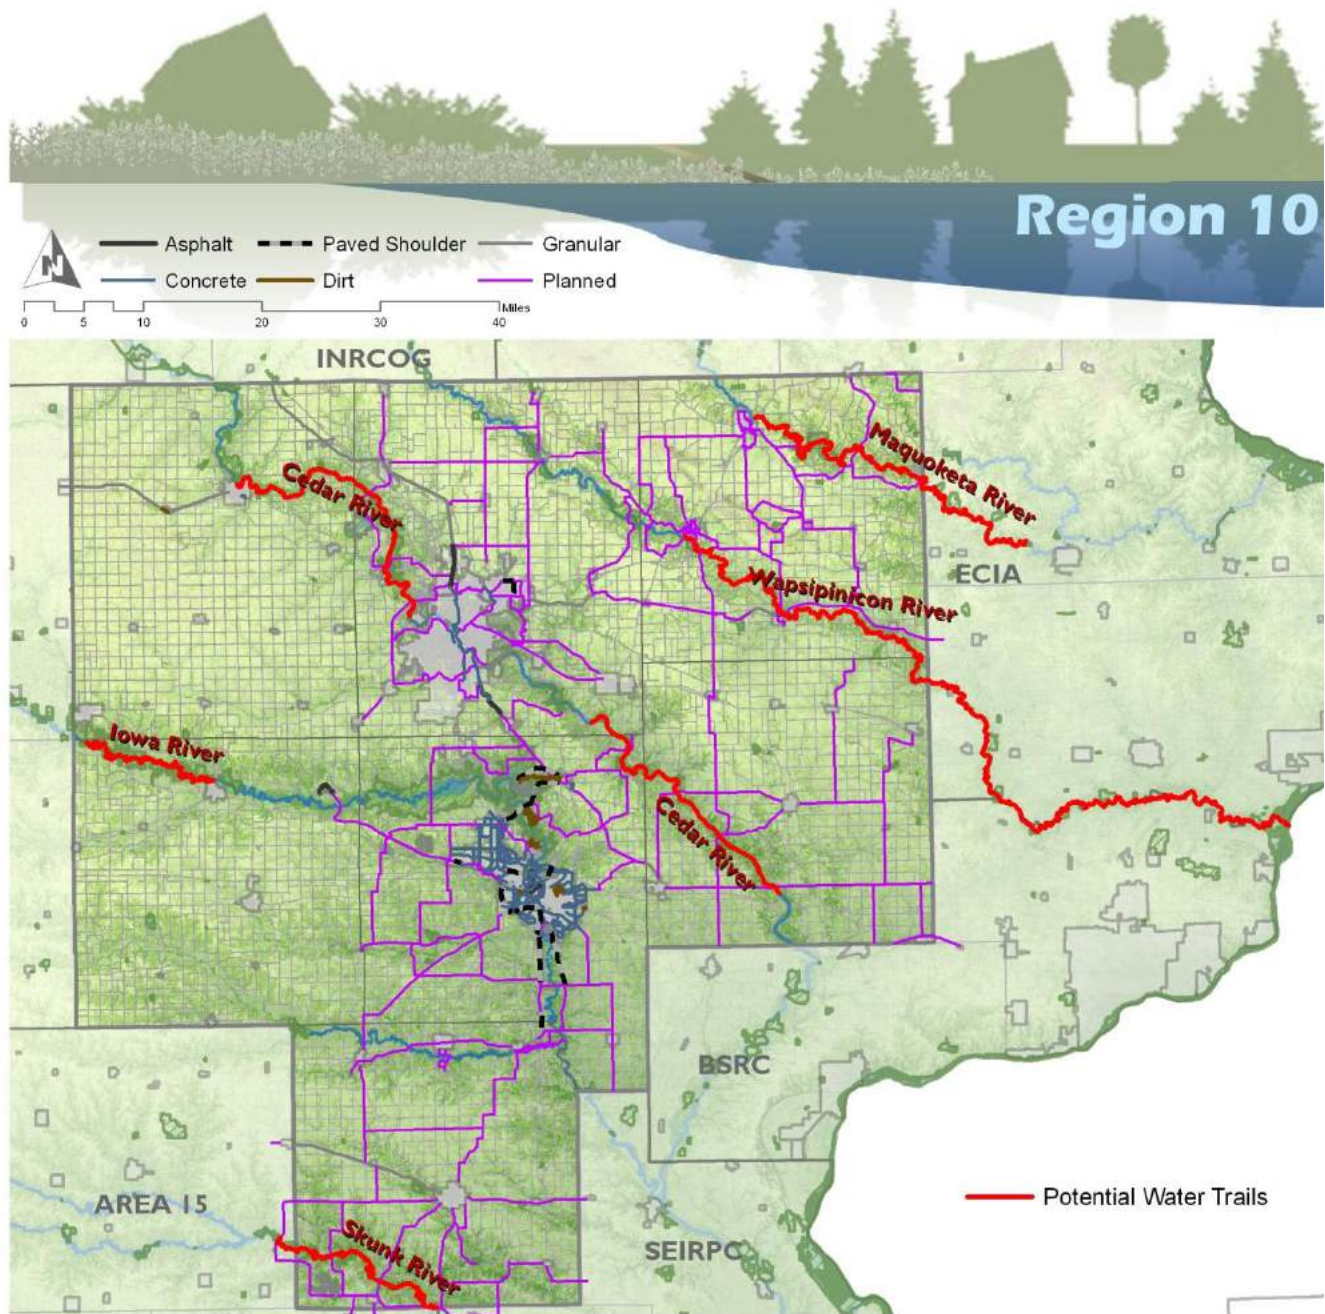 Region 10
N
Asphalt
Paved Shoulder
Granular
Concrete
Dirt
Planned
Miles
0 5 10 20 30 40
INRCOG
Maquoketa River
Cedar River
ECIA
Wapsipinicon River
Iowa River
Cedar River
BSRC
AREA 15
Potential Water Trails
Skunk River
SEIRPC